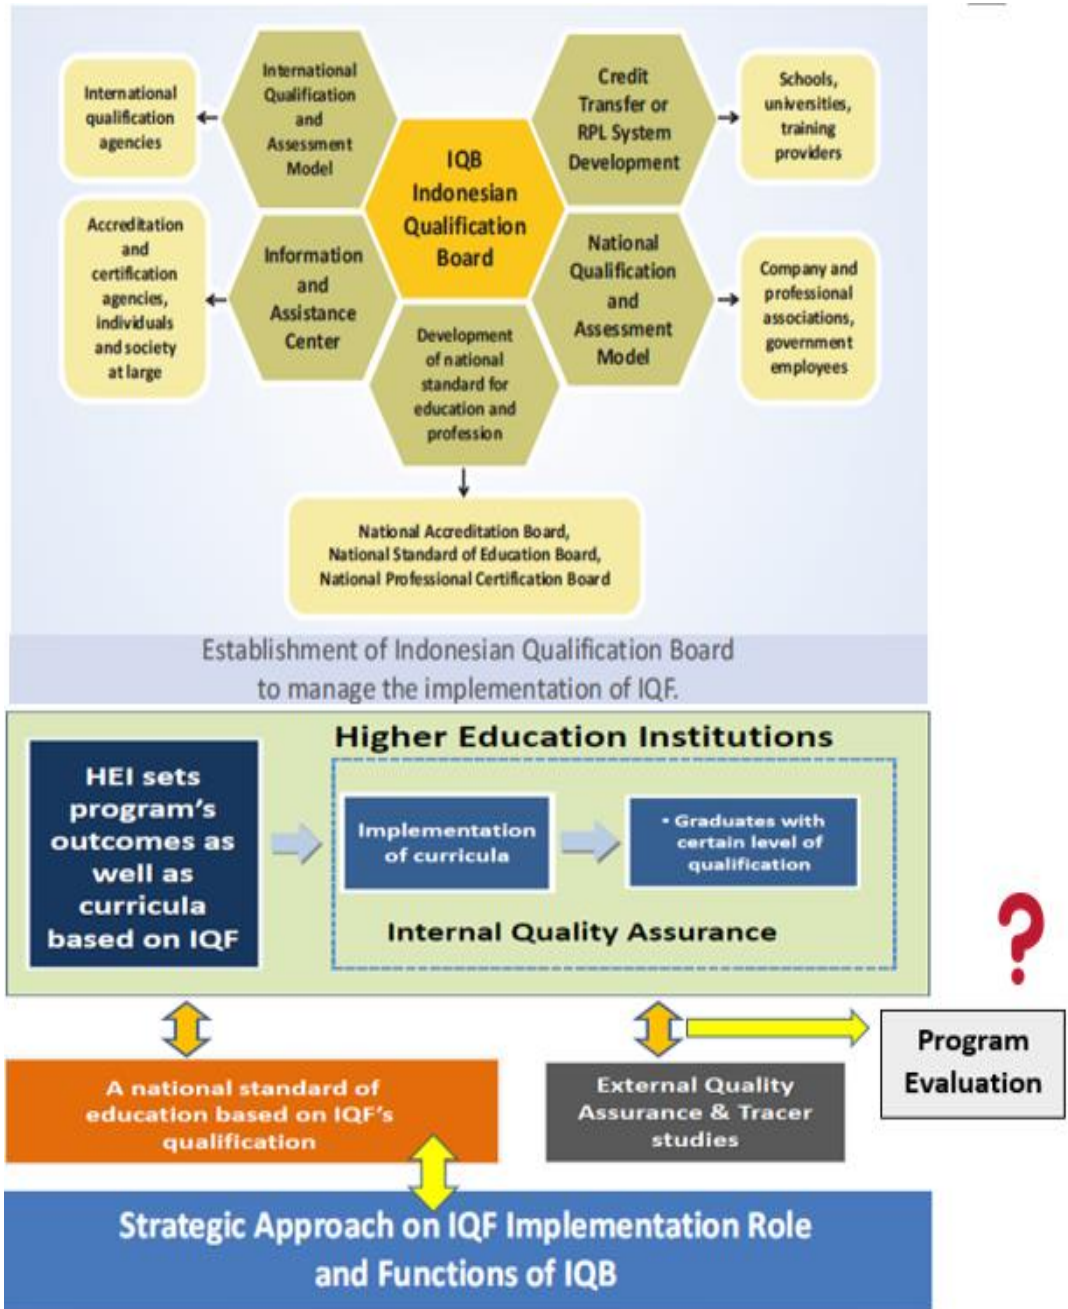 International
Qualification
and
Assessment
Model
International
qualification
agencies
Credit
Transfer or
RPL System
Development
Schools,
universities,
training
providers
IQB
Indonesian
Qualification
Board
Accreditation
and
certification
agencies,
individuals
and society
at large
Information
and
Assistance
Center
National
Qualification
and
Assessment
Model
Company and
professional
associations,
government
employees
Development
of national
standard for
education and
profession
National Accreditation Board,
National Standard of Education Board,
National Professional Certification Board
Establishment of Indonesian Qualification Board
to manage the implementation of IQF.
Higher Education Institutions
HEI sets
program's
outcomes as
well as
curricula
based on IQF
Implementation
of curricula
• Graduates with
certain level of
qualification
Internal Quality Assurance
?
Program
Evaluation
A national standard of
education based on IQF's
qualification
External Quality
Assurance & Tracer
studies
Strategic Approach on IQF Implementation Role
and Functions of IQB